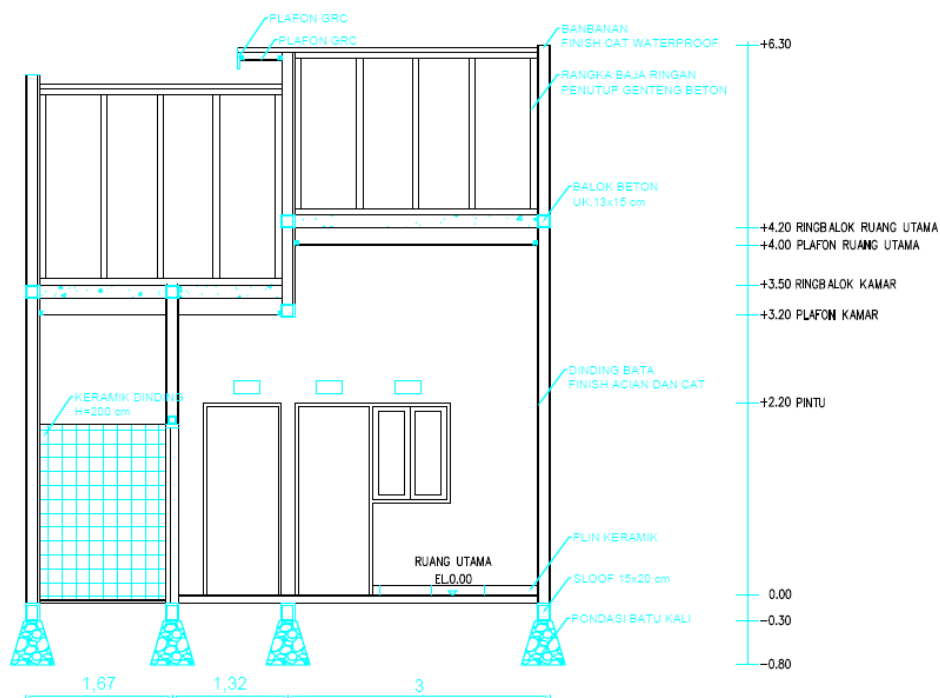 PLAFON GRC
PLAFON GRC
BANBANAN
FINISH CAT WATERPROOF
+6.30
RANGKA BAJA RINGAN
PENUTUP GENTENG BETON
BALOK BETON
UK.13x15 cm
+4.20 RINGBALOK RUANG UTAMA
+4.00 PLAFON RUANG UTAMA
+3.50 RINGBALOK KAMAR
+3.20 PLAFON KAMAR
DINDING BATA
FINISH ACIAN DAN CAT
KERAMIK DINDING
H=200 cm
+2.20 PINTU
PLIN KERAMIK
RUANG UTAMA
EL.0.00
SLOOF 15x20 cm
0.00
-0.30
PONDASI BATU KALI
-0.80
1,67
1,32
3